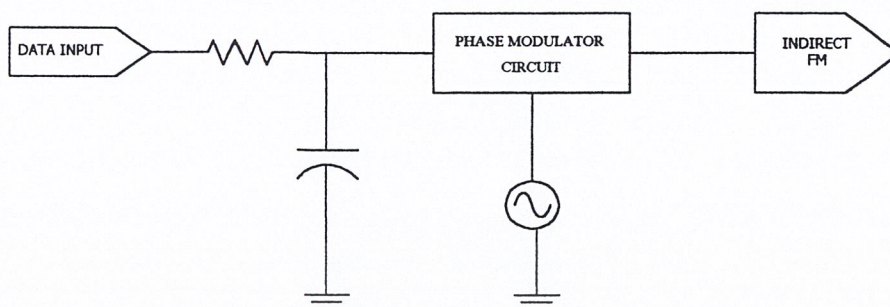 DATA INPUT
PHASE MODULATOR
CIRCUIT
INDIRECT
FM